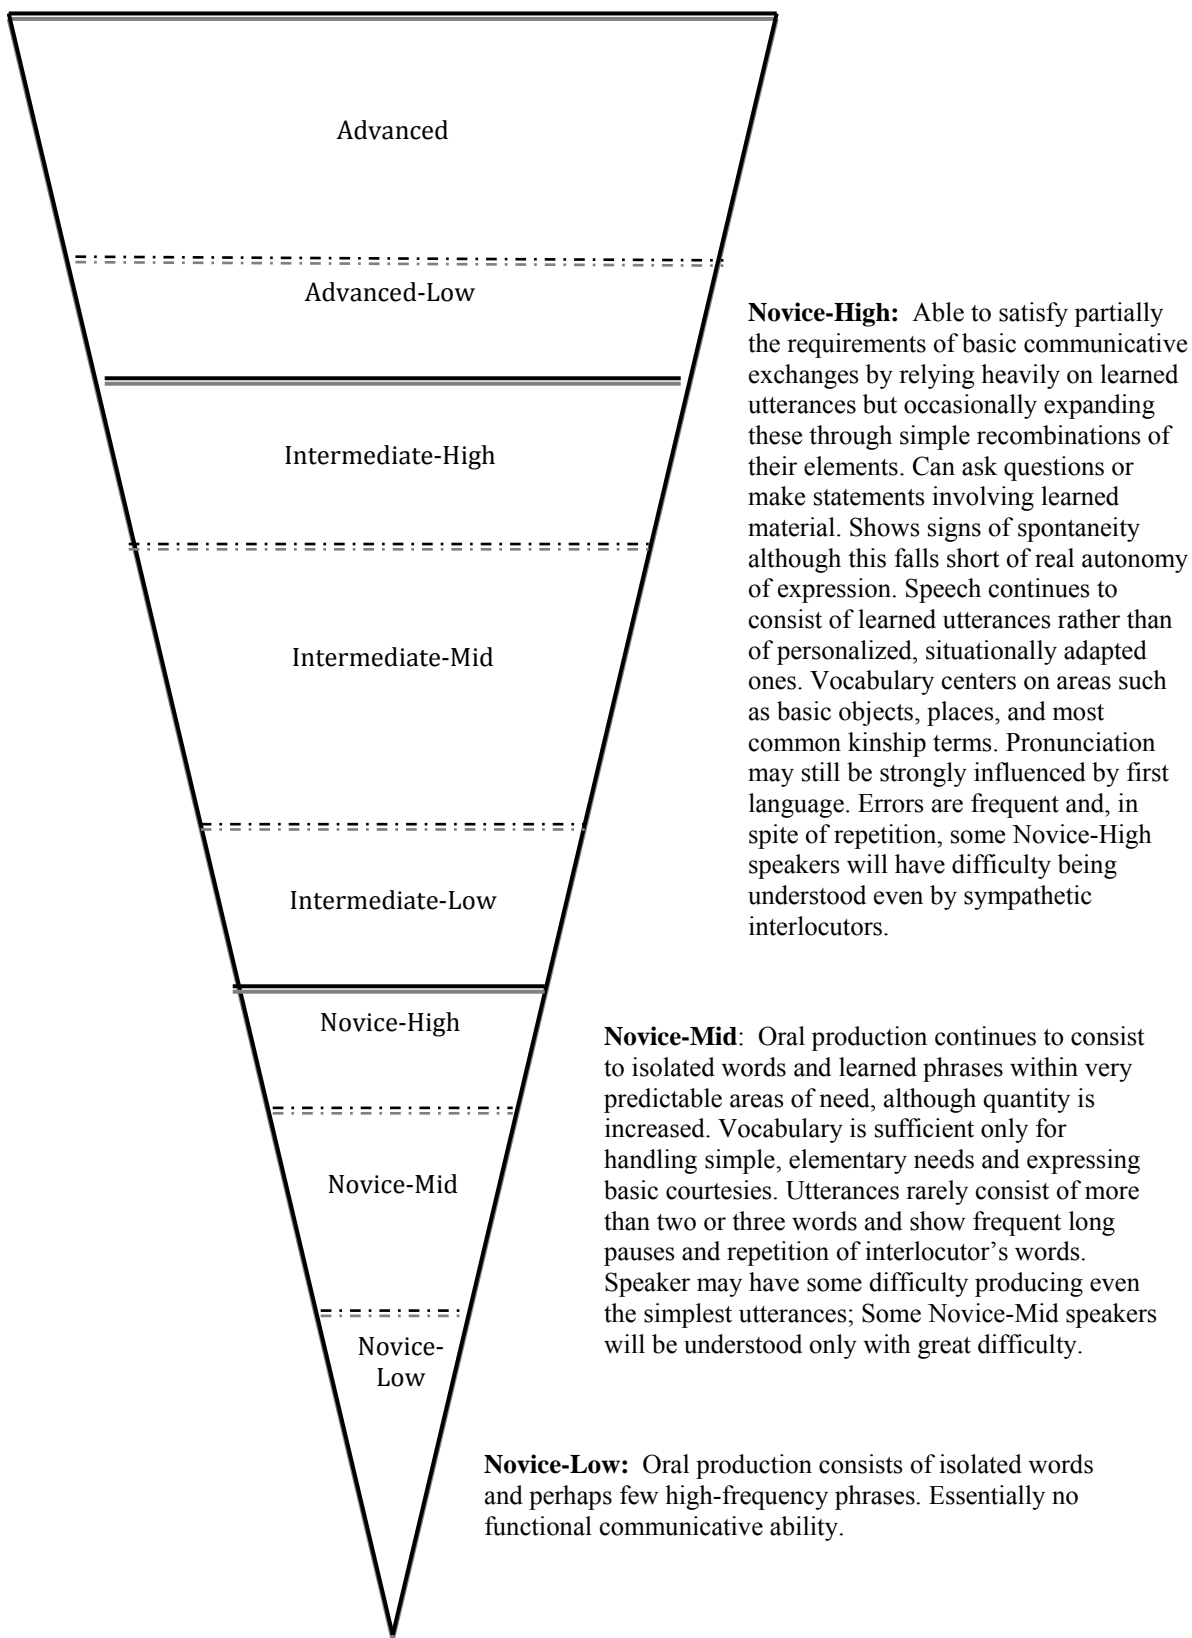 Advanced
Advanced-Low
Intermediate-High
Intermediate-Mid
Intermediate-Low
Novice-High
Novice-Mid
Novice-
Low
Novice-High:  Able to satisfy partially
the requirements of basic communicative
exchanges by relying heavily on learned
utterances but occasionally expanding
these through simple recombinations of
their elements. Can ask questions or
make statements involving learned
material. Shows signs of spontaneity
although this falls short of real autonomy
of expression. Speech continues to
consist of learned utterances rather than
of personalized, situationally adapted
ones. Vocabulary centers on areas such
as basic objects, places, and most
common kinship terms. Pronunciation
may still be strongly influenced by first
language. Errors are frequent and, in
spite of repetition, some Novice-High
speakers will have difficulty being
understood even by sympathetic
interlocutors.
Novice-Mid:  Oral production continues to consist
to isolated words and learned phrases within very
predictable areas of need, although quantity is
increased. Vocabulary is sufficient only for
handling simple, elementary needs and expressing
basic courtesies. Utterances rarely consist of more
than two or three words and show frequent long
pauses and repetition of interlocutor’s words.
Speaker may have some difficulty producing even
the simplest utterances; Some Novice-Mid speakers
will be understood only with great difficulty.
Novice-Low:  Oral production consists of isolated words
and perhaps few high-frequency phrases. Essentially no
functional communicative ability.